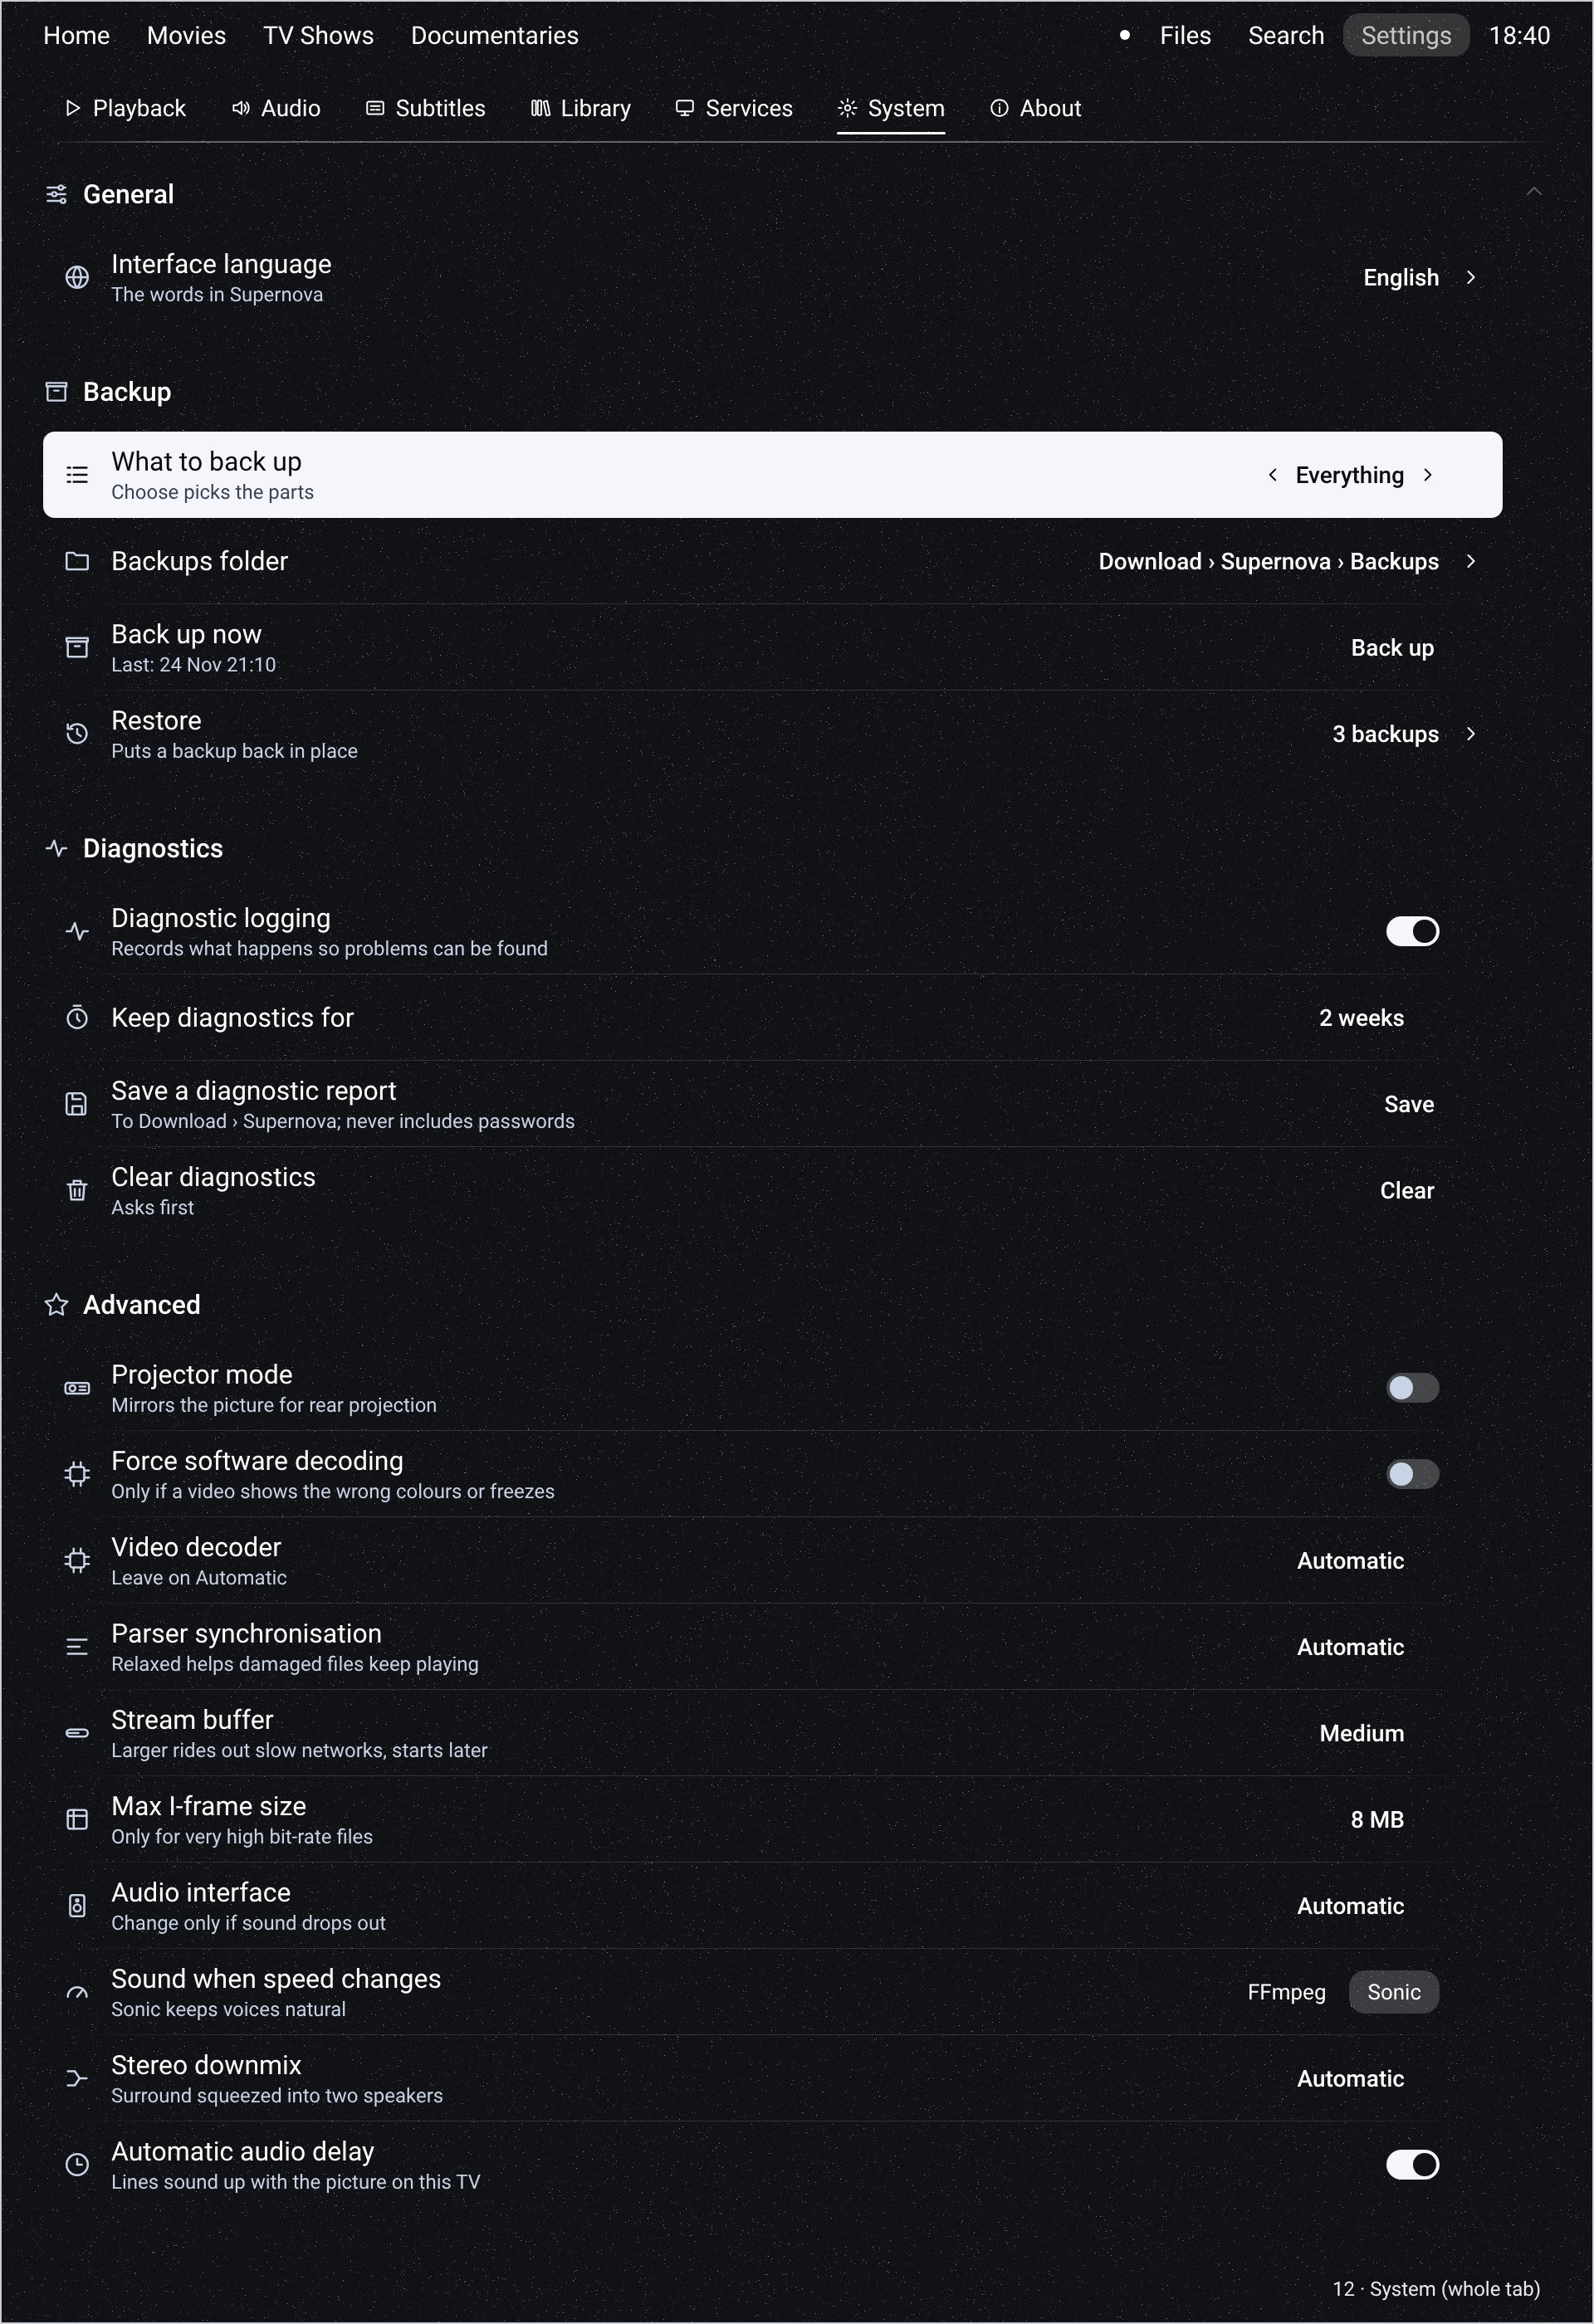 Home Movies TV Shows Documentaries Files Search Settings 18:40
Playback Audio Subtitles Library Services System About
General
Interface language
The words in Supernova
English
Backup
What to back up
Choose picks the parts
Everything
Backups folder
Download › Supernova › Backups
Back up now
Last: 24 Nov 21:10
Back up
Restore
Puts a backup back in place
3 backups
Diagnostics
Diagnostic logging
Records what happens so problems can be found
Keep diagnostics for
2 weeks
Save a diagnostic report
To Download › Supernova; never includes passwords
Save
Clear diagnostics
Asks first
Clear
Advanced
Projector mode
Mirrors the picture for rear projection
Force software decoding
Only if a video shows the wrong colours or freezes
Video decoder
Leave on Automatic
Automatic
Parser synchronisation
Relaxed helps damaged files keep playing
Automatic
Stream buffer
Larger rides out slow networks, starts later
Medium
Max I-frame size
Only for very high bit-rate files
8 MB
Audio interface
Change only if sound drops out
Automatic
Sound when speed changes
Sonic keeps voices natural
FFmpeg Sonic
Stereo downmix
Surround squeezed into two speakers
Automatic
Automatic audio delay
Lines sound up with the picture on this TV
12 · System (whole tab)